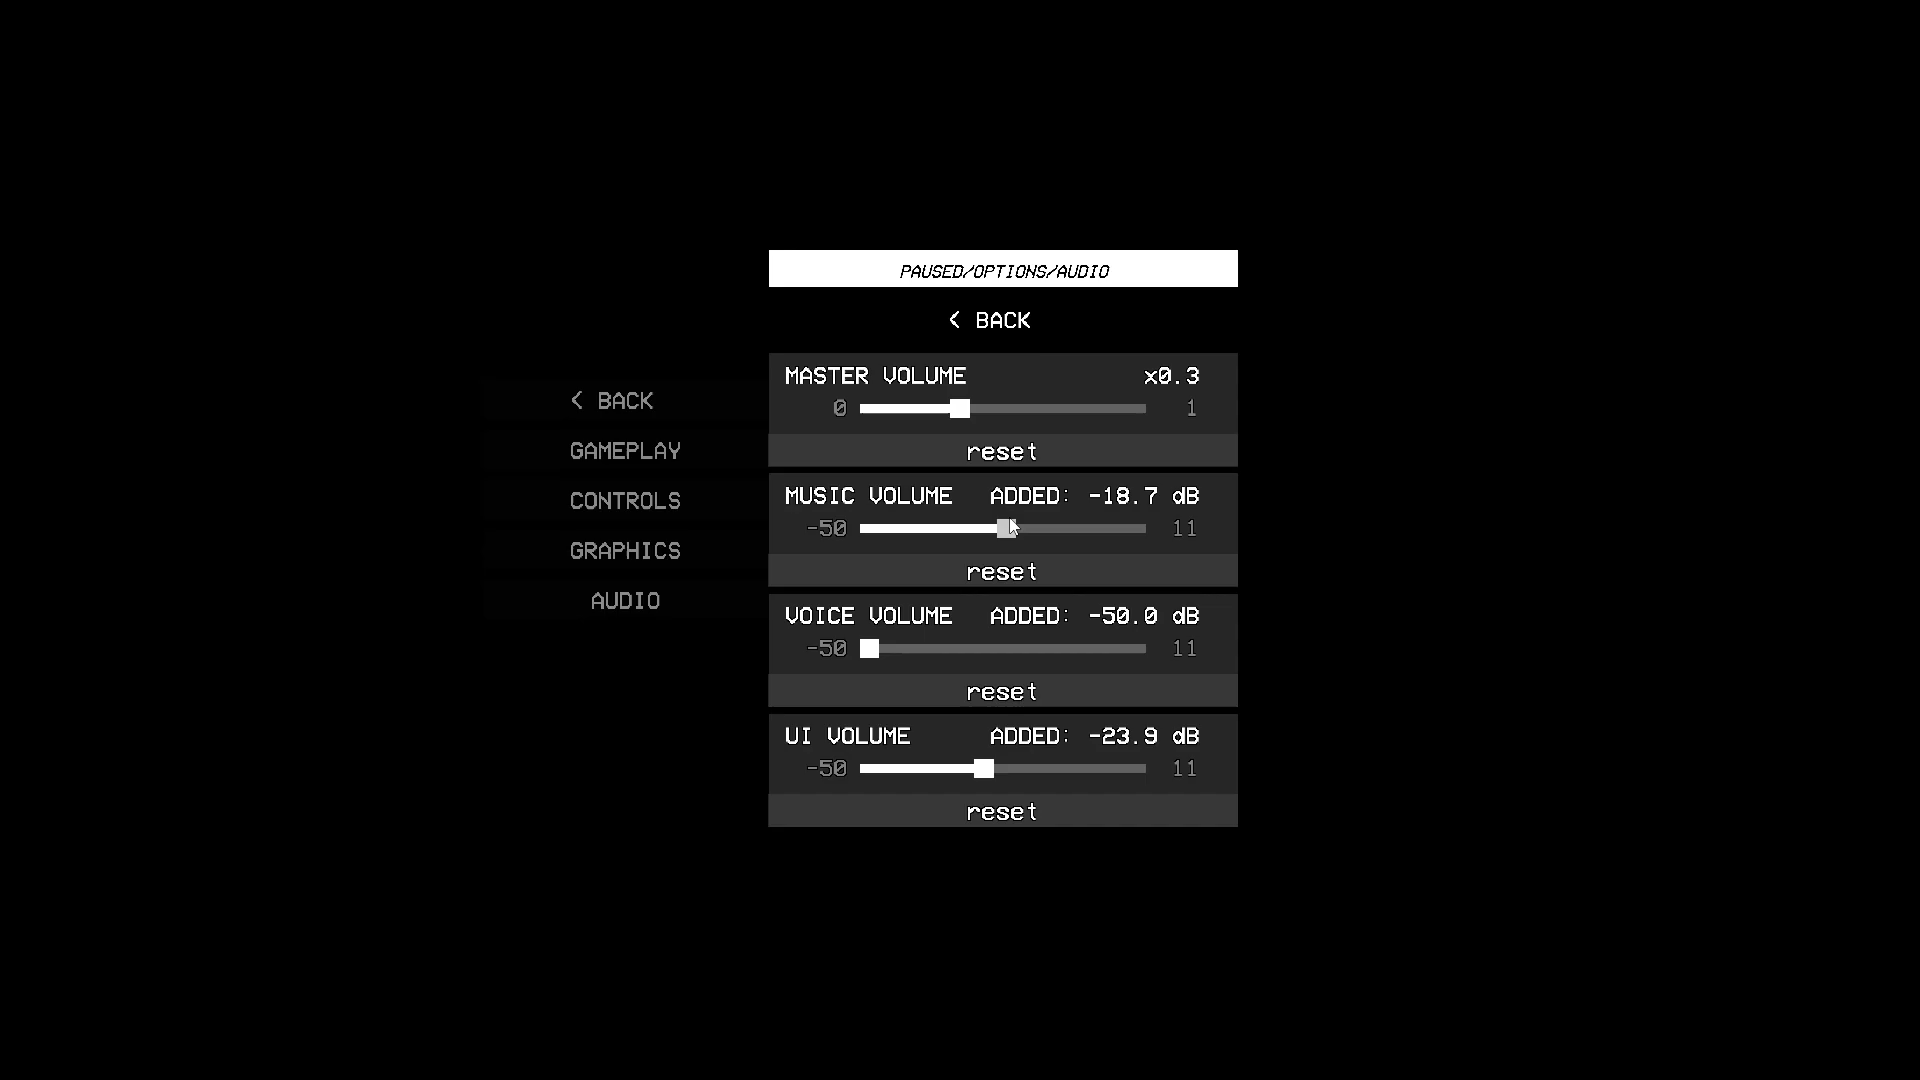 PAUSED/OPTIONS/AUDIO
< BACK
MASTER VOLUME x0.3
0 1
reset
MUSIC VOLUME ADDED: -18.7 dB
-50 11
reset
VOICE VOLUME ADDED: -50.0 dB
-50 11
reset
UI VOLUME ADDED: -23.9 dB
-50 11
reset
< BACK
GAMEPLAY
CONTROLS
GRAPHICS
AUDIO